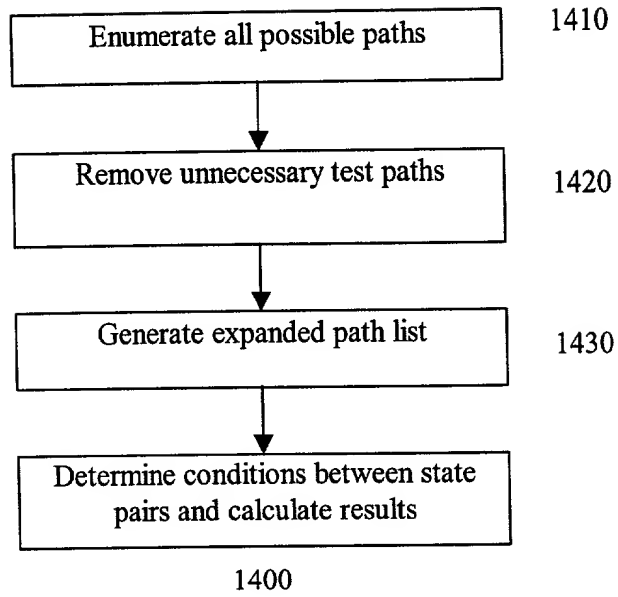 Enumerate all possible paths
1410
Remove unnecessary test paths
1420
Generate expanded path list
1430
Determine conditions between state
pairs and calculate results
1400